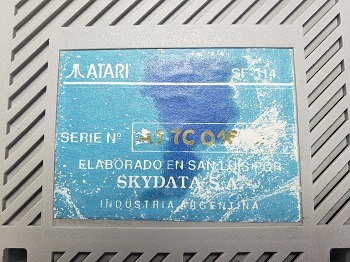 ATARI SF 314
SERIE Nº
ELABORADO EN SAN LUIS POR
SKYDATA S.A.
INDUSTRIA ARGENTINA